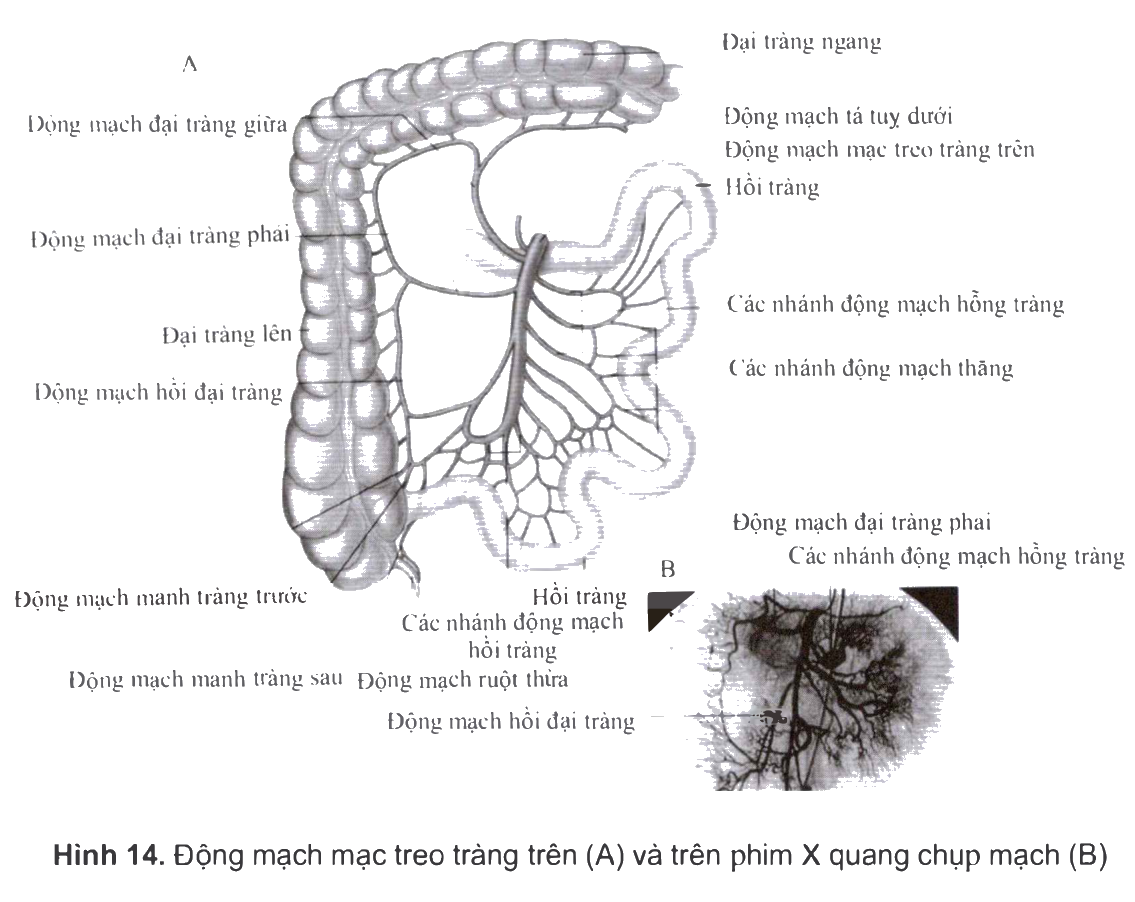 A
Đại tràng ngang
Động mạch đại tràng giữa
Động mạch tá tuỵ dưới
Động mạch mạc treo tràng trên
Hồi tràng
Động mạch đại tràng phải
Các nhánh động mạch hỗng tràng
Đại tràng lên
Các nhánh động mạch thăng
Động mạch hồi đại tràng
Động mạch đại tràng phai
Các nhánh động mạch hỗng tràng
B
Động mạch manh tràng trước
Hồi tràng
Các nhánh động mạch
hồi tràng
Động mạch manh tràng sau
Động mạch ruột thừa
Động mạch hồi đại tràng
Hình 14. Động mạch mạc treo tràng trên (A) và trên phim X quang chụp mạch (B)